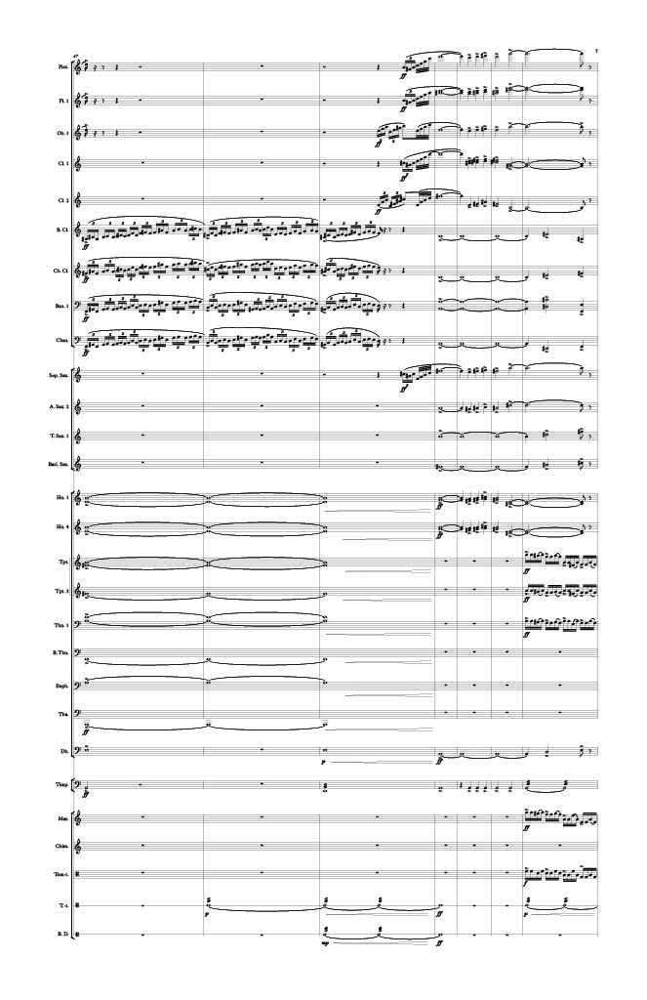 47
7
Picc.
Fl. 1
Ob. 1
Cl. 1
Cl. 2
B. Cl.
Cb. Cl.
Bsn. 1
Cbsn.
Sop. Sax.
A. Sax. 2
T. Sax. 1
Bari. Sax.
Hn. 1
Hn. 4
Tpt.
Tpt. 3
Tbn. 1
B. Tbn.
Euph.
Tba.
Db.
Timp.
Mar.
Chim.
Tom-t.
T.-t.
B. D.